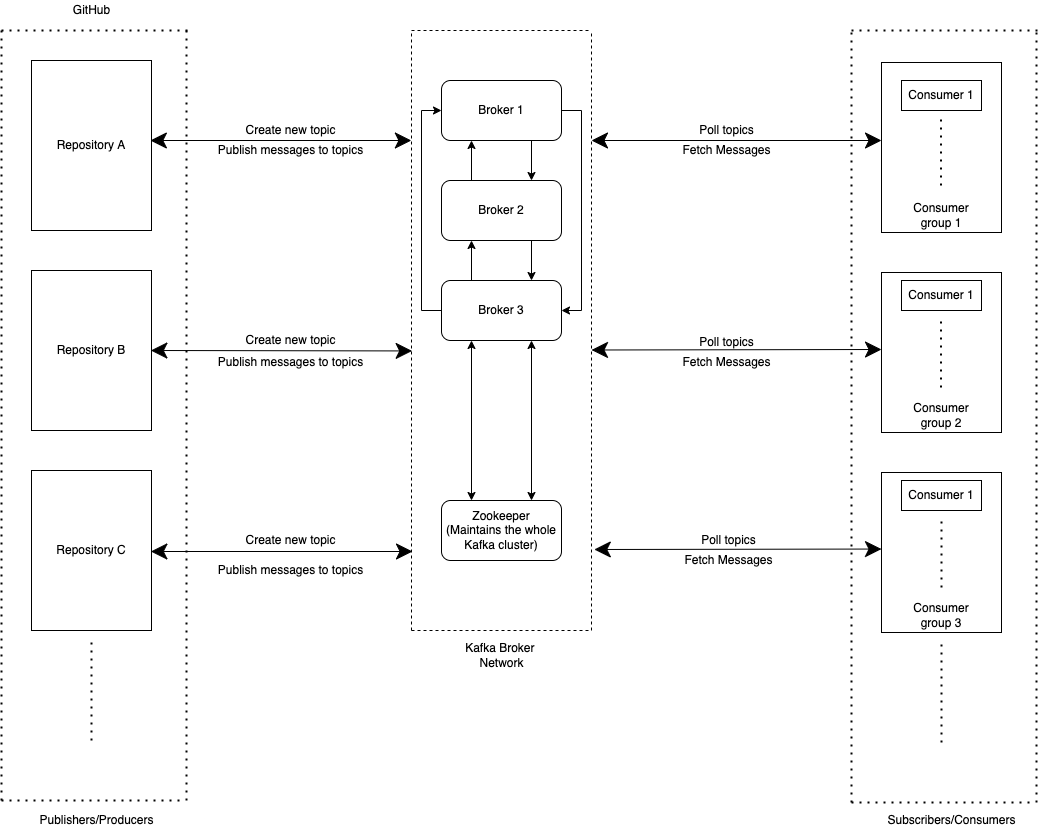 GitHub
Repository A
Create new topic
Publish messages to topics
Broker 1
Poll topics
Fetch Messages
Consumer 1
Consumer
group 1
Broker 2
Repository B
Create new topic
Publish messages to topics
Broker 3
Poll topics
Fetch Messages
Consumer 1
Consumer
group 2
Repository C
Create new topic
Publish messages to topics
Zookeeper
(Maintains the whole
Kafka cluster)
Poll topics
Fetch Messages
Consumer 1
Consumer
group 3
Kafka Broker
Network
Publishers/Producers
Subscribers/Consumers